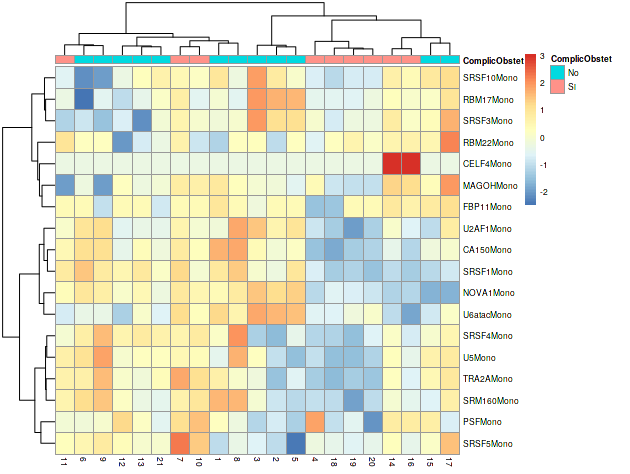 ComplicObstet
SRSF10Mono
RBM17Mono
SRSF3Mono
RBM22Mono
CELF4Mono
MAGOHMono
FBP11Mono
U2AF1Mono
CA150Mono
SRSF1Mono
NOVA1Mono
U6atacMono
SRSF4Mono
U5Mono
TRA2AMono
SRM160Mono
PSFMono
SRSF5Mono
11 6 9 12 13 21 7 10 1 8 3 2 5 4 18 19 20 14 16 15 17
3
2
1
0
-1
-2
ComplicObstet
No
SI